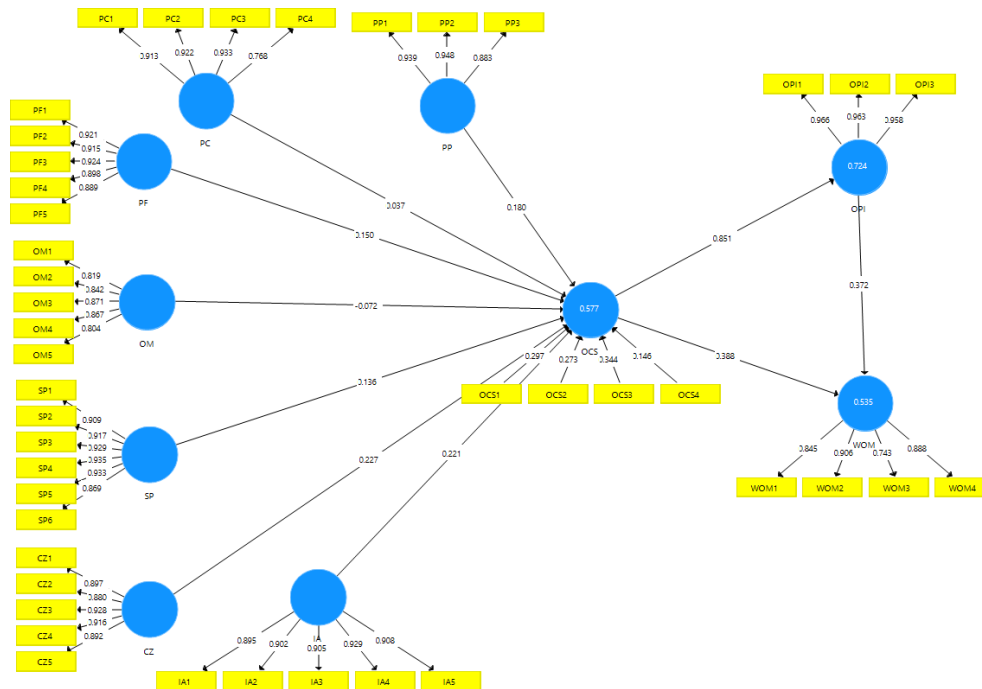 PC1 PC2 PC3 PC4
0.913 0.922 0.933 0.768
PC
PP1 PP2 PP3
0.939 0.948 0.883
PP
OPI1 OPI2 OPI3
0.966 0.963 0.958
0.724
OPI
PF1
PF2
PF3
PF4
PF5
0.921
0.915
0.924
0.898
0.889
PF
0.037
0.180
0.150
0.851
0.372
OM1
OM2
OM3
OM4
OM5
0.819
0.842
0.871
0.867
0.804
OM
-0.072
0.577
OCS
0.297 0.273 0.344 0.146
OCS1 OCS2 OCS3 OCS4
0.388
0.136
0.227
0.221
SP1
SP2
SP3
SP4
SP5
SP6
0.909
0.917
0.929
0.935
0.933
0.869
SP
0.535
WOM
0.845 0.906 0.743 0.888
WOM1 WOM2 WOM3 WOM4
CZ1
CZ2
CZ3
CZ4
CZ5
0.897
0.880
0.928
0.916
0.892
CZ
IA
0.895 0.902 0.905 0.929 0.908
IA1 IA2 IA3 IA4 IA5